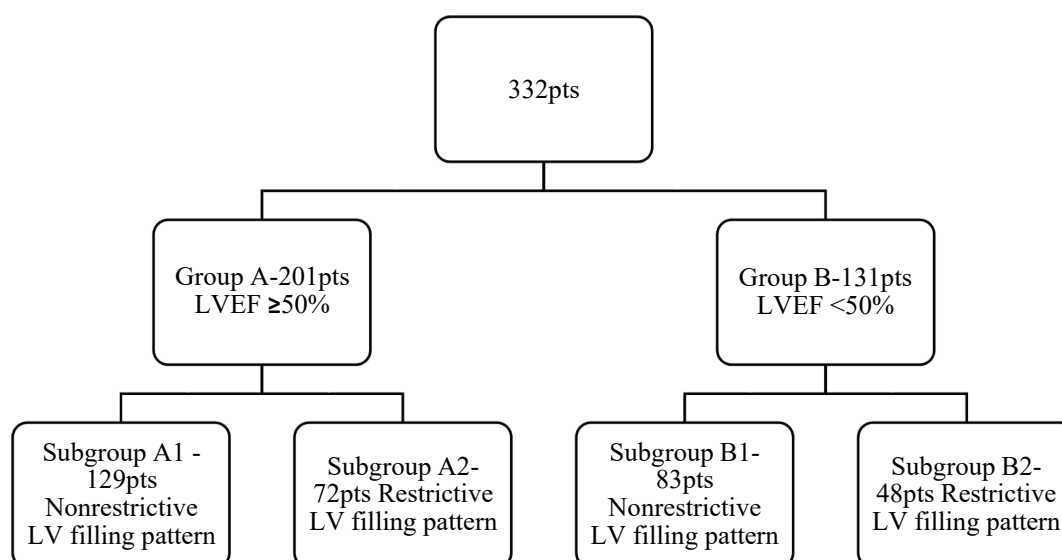 332pts
Group A-201pts
LVEF ≥50%
Group B-131pts
LVEF <50%
Subgroup A1 -
129pts
Nonrestrictive
LV filling pattern
Subgroup A2-
72pts Restrictive
LV filling pattern
Subgroup B1-
83pts
Nonrestrictive
LV filling pattern
Subgroup B2-
48pts Restrictive
LV filling pattern